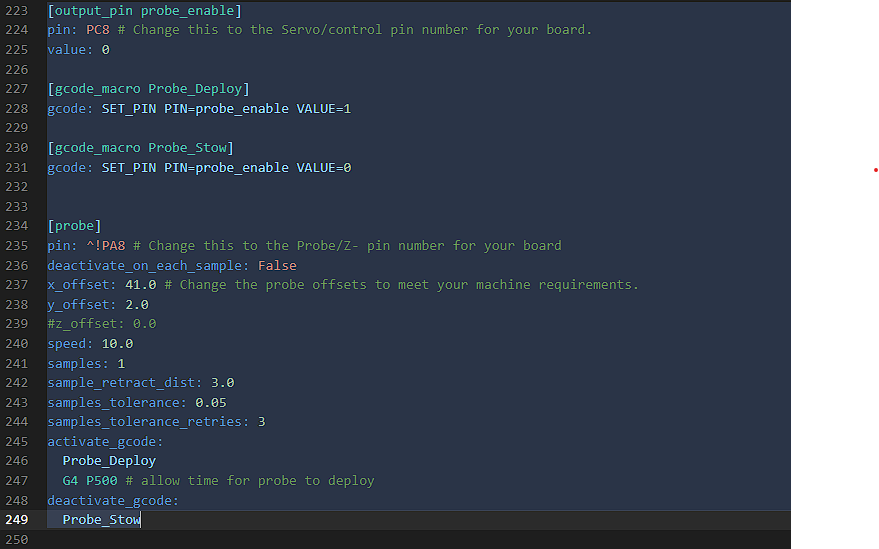 223 [output_pin probe_enable]
224 pin: PC8 # Change this to the Servo/control pin number for your board.
225 value: 0
226
227 [gcode_macro Probe_Deploy]
228 gcode: SET_PIN PIN=probe_enable VALUE=1
229
230 [gcode_macro Probe_Stow]
231 gcode: SET_PIN PIN=probe_enable VALUE=0
232
233
234 [probe]
235 pin: ^!PA8 # Change this to the Probe/Z- pin number for your board
236 deactivate_on_each_sample: False
237 x_offset: 41.0 # Change the probe offsets to meet your machine requirements.
238 y_offset: 2.0
239 #z_offset: 0.0
240 speed: 10.0
241 samples: 1
242 sample_retract_dist: 3.0
243 samples_tolerance: 0.05
244 samples_tolerance_retries: 3
245 activate_gcode:
246   Probe_Deploy
247   G4 P500 # allow time for probe to deploy
248 deactivate_gcode:
249   Probe_Stow
250